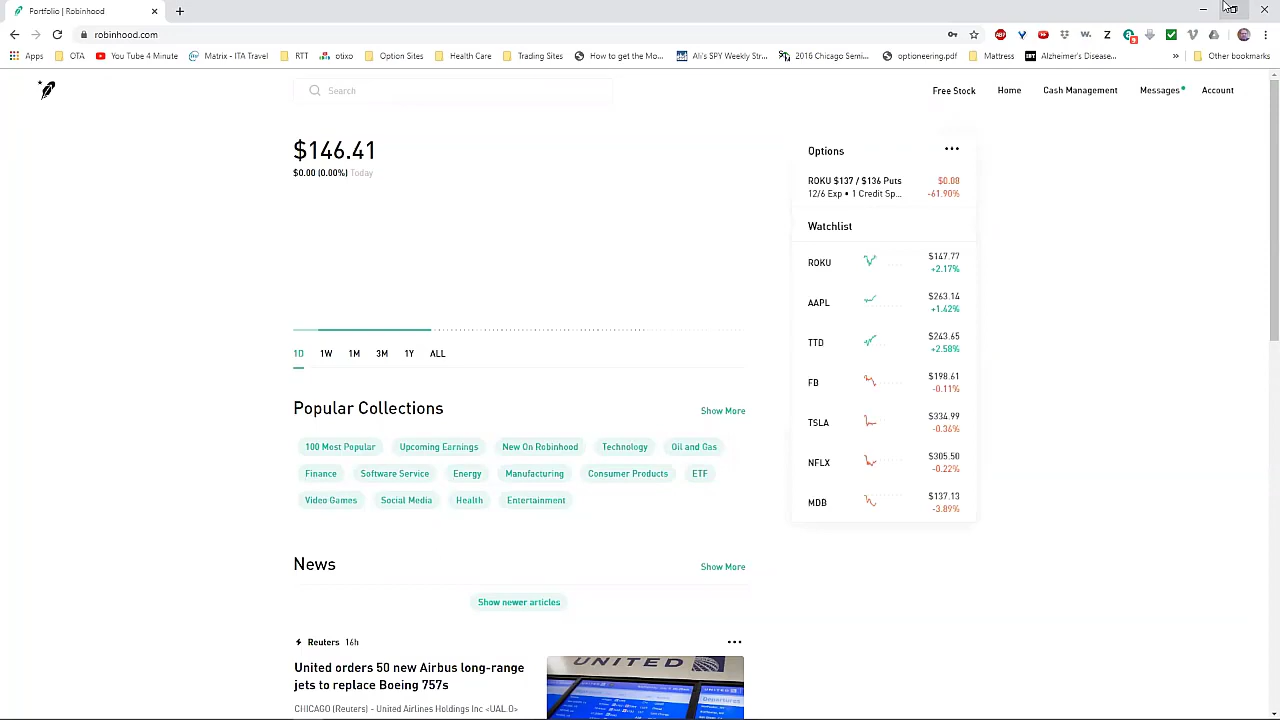 Portfolio | Robinhood
robinhood.com
Apps
OTA
You Tube 4 Minute
Matrix - ITA Travel
RTT
otixo
Option Sites
Health Care
Trading Sites
How to get the Mo...
Ali's SPY Weekly Str...
2016 Chicago Semi...
optioneering.pdf
Mattress
Alzheimer's Disease...
»
Other bookmarks
Search
Free Stock
Home
Cash Management
Messages
Account
$146.41
$0.00 (0.00%) Today
1D
1W
1M
3M
1Y
ALL
Popular Collections
Show More
100 Most Popular
Upcoming Earnings
New On Robinhood
Technology
Oil and Gas
Finance
Software Service
Energy
Manufacturing
Consumer Products
ETF
Video Games
Social Media
Health
Entertainment
News
Show More
Show newer articles
Reuters 16h
United orders 50 new Airbus long-range
jets to replace Boeing 757s
UNITED
Departures
Options
ROKU $137 / $136 Puts
$0.08
12/6 Exp • 1 Credit Sp...
-61.90%
Watchlist
ROKU
$147.77
+2.17%
AAPL
$263.14
+1.42%
TTD
$243.65
+2.58%
FB
$198.61
-0.11%
TSLA
$334.99
-0.36%
NFLX
$305.50
-0.22%
MDB
$137.13
-3.89%